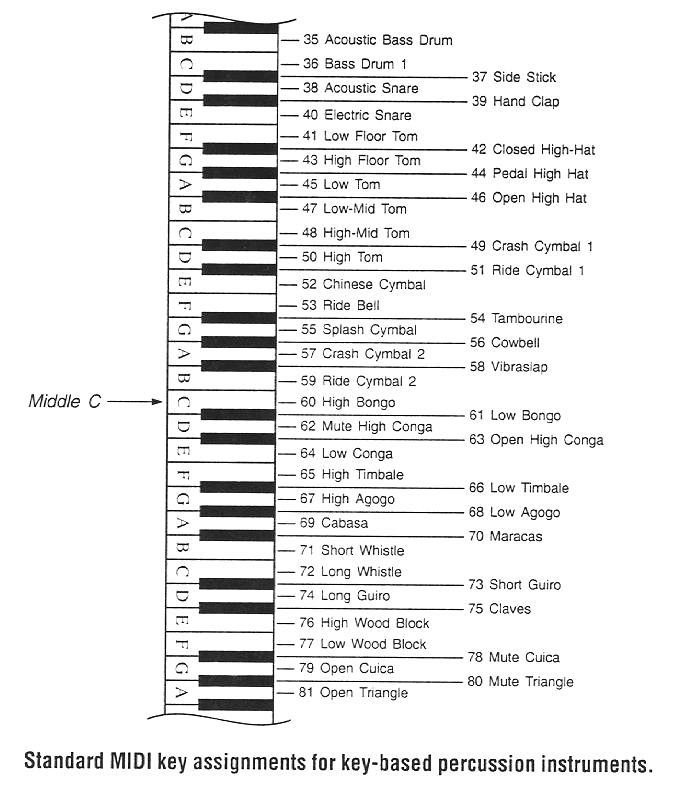 A
B
35 Acoustic Bass Drum
C
36 Bass Drum 1
37 Side Stick
D
38 Acoustic Snare
39 Hand Clap
E
40 Electric Snare
F
41 Low Floor Tom
42 Closed High-Hat
G
43 High Floor Tom
44 Pedal High Hat
A
45 Low Tom
46 Open High Hat
B
47 Low-Mid Tom
C
48 High-Mid Tom
49 Crash Cymbal 1
D
50 High Tom
51 Ride Cymbal 1
E
52 Chinese Cymbal
F
53 Ride Bell
54 Tambourine
G
55 Splash Cymbal
56 Cowbell
A
57 Crash Cymbal 2
58 Vibraslap
B
59 Ride Cymbal 2
Middle C
C
60 High Bongo
61 Low Bongo
D
62 Mute High Conga
63 Open High Conga
E
64 Low Conga
F
65 High Timbale
66 Low Timbale
G
67 High Agogo
68 Low Agogo
A
69 Cabasa
70 Maracas
B
71 Short Whistle
C
72 Long Whistle
73 Short Guiro
D
74 Long Guiro
75 Claves
E
76 High Wood Block
F
77 Low Wood Block
78 Mute Cuica
G
79 Open Cuica
80 Mute Triangle
A
81 Open Triangle
Standard MIDI key assignments for key-based percussion instruments.